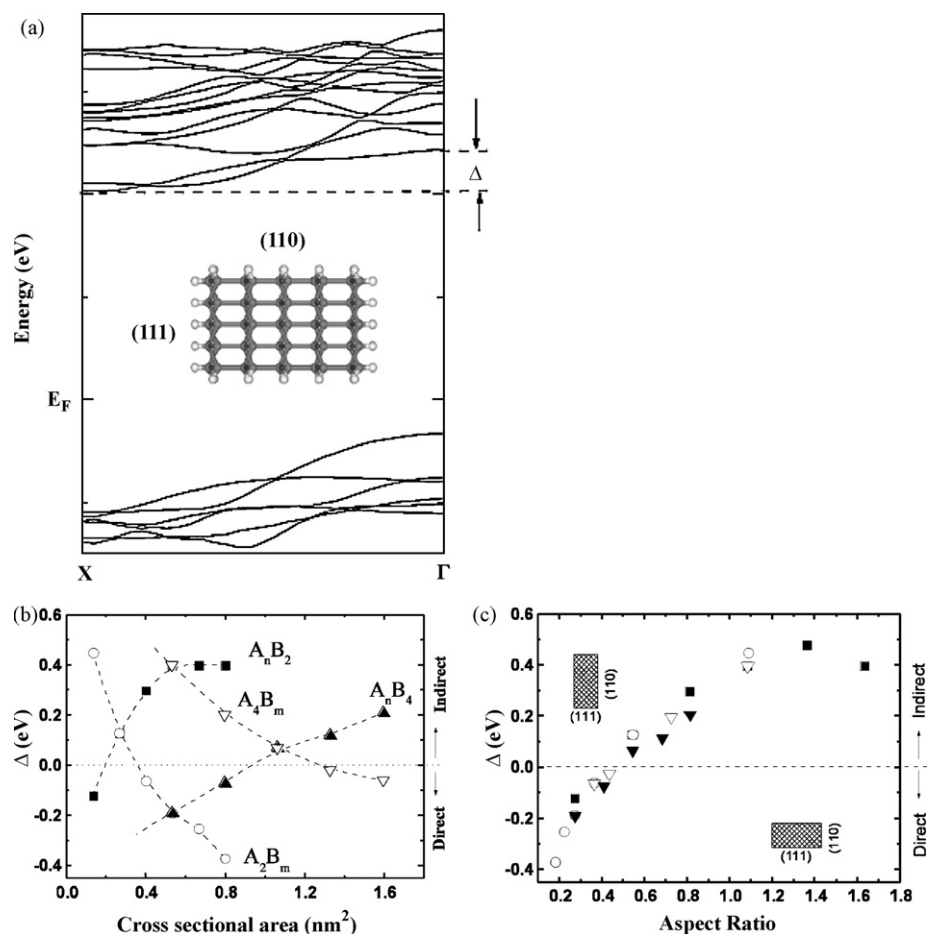 (a)
Δ
(110)
(111)
Energy (eV)
E_F
X
Γ
(b)
0.6
0.4
0.2
0.0
-0.2
-0.4
Δ (eV)
A_nB_2
A_4B_m
A_nB_4
A_2B_m
Indirect
Direct
0.0 0.4 0.8 1.2 1.6
Cross sectional area (nm²)
(c)
0.6
0.4
0.2
0.0
-0.2
-0.4
Δ (eV)
(110)
(111)
(110)
(111)
Indirect
Direct
0.2 0.4 0.6 0.8 1.0 1.2 1.4 1.6 1.8
Aspect Ratio